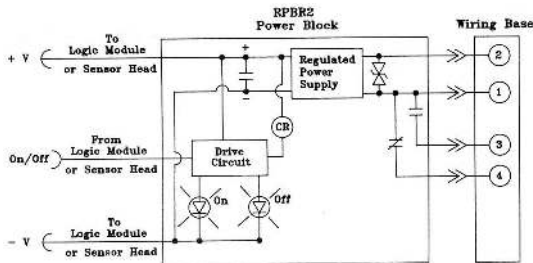 RPBR2
Power Block
Wiring Base
To
Logic Module
or Sensor Head
+ V
+
−
Regulated
Power
Supply
2
1
CR
From
Logic Module
or Sensor Head
On/Off
Drive
Circuit
3
4
On
Off
To
Logic Module
or Sensor Head
− V